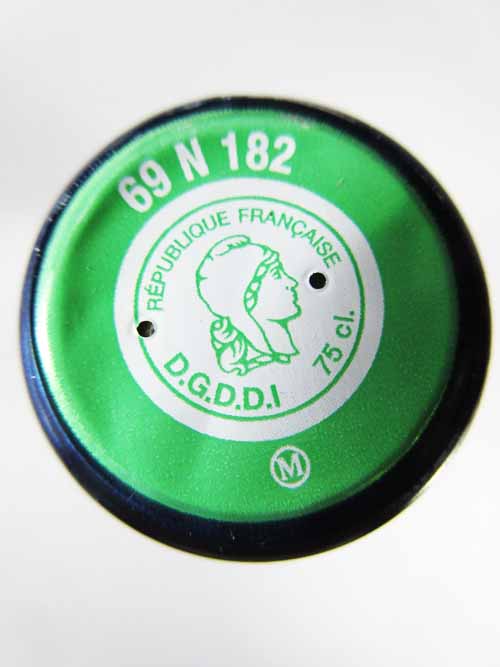 69 N 182
RÉPUBLIQUE FRANÇAISE
75 cl.
D.G.D.D.I
M